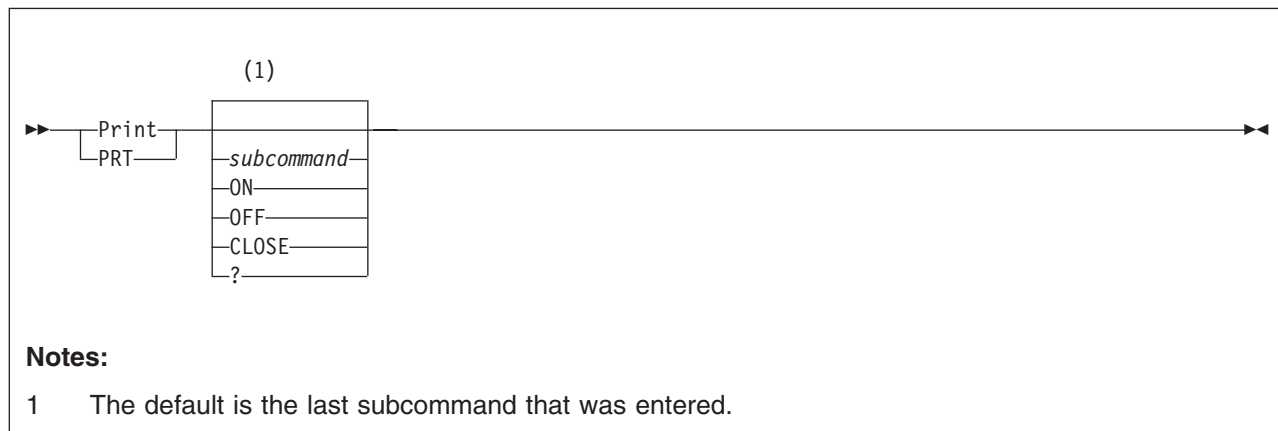 (1)
Print
PRT
subcommand
ON
OFF
CLOSE
?
Notes:
1 The default is the last subcommand that was entered.